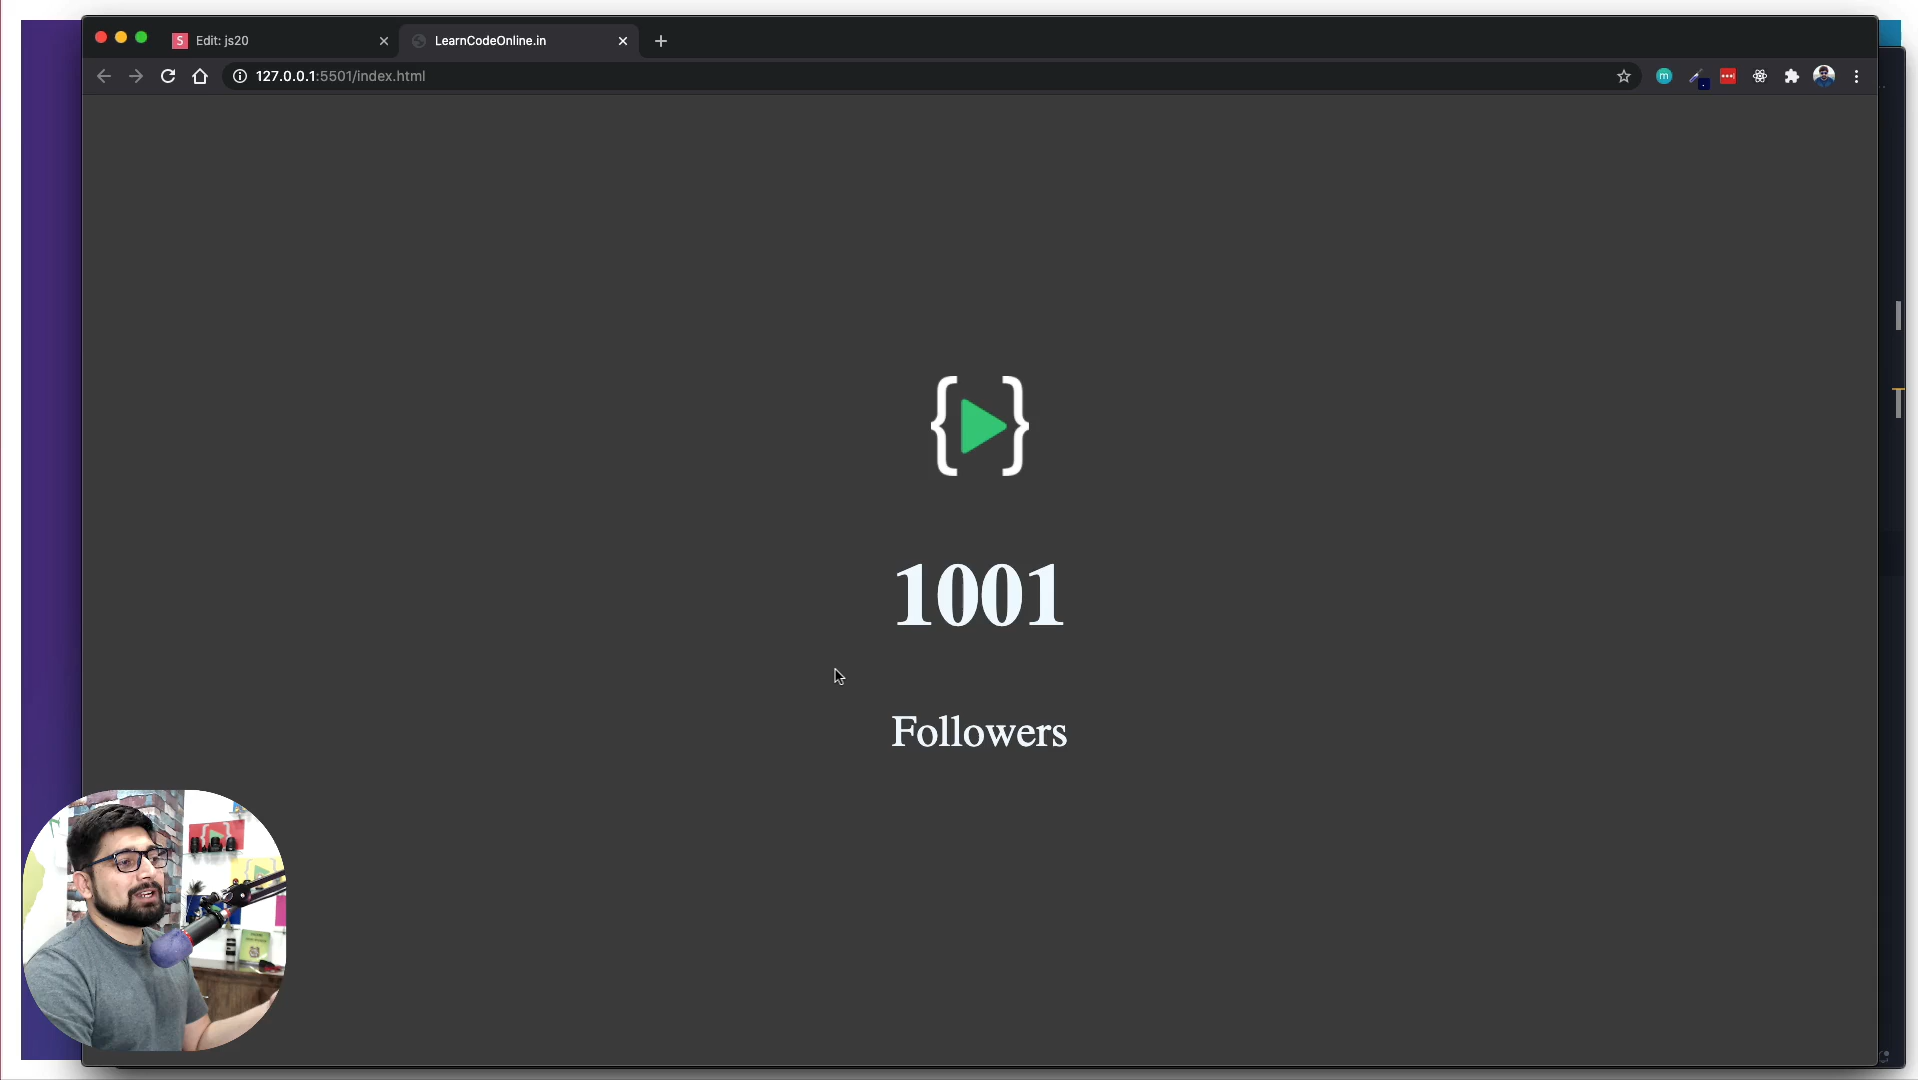 S Edit: js20
LearnCodeOnline.in
127.0.0.1:5501/index.html
m
{ }
1001
Followers